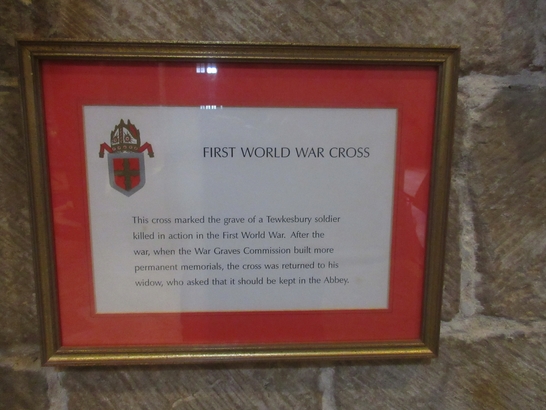 FIRST WORLD WAR CROSS
This cross marked the grave of a Tewkesbury soldier
killed in action in the First World War. After the
war, when the War Graves Commission built more
permanent memorials, the cross was returned to his
widow, who asked that it should be kept in the Abbey.